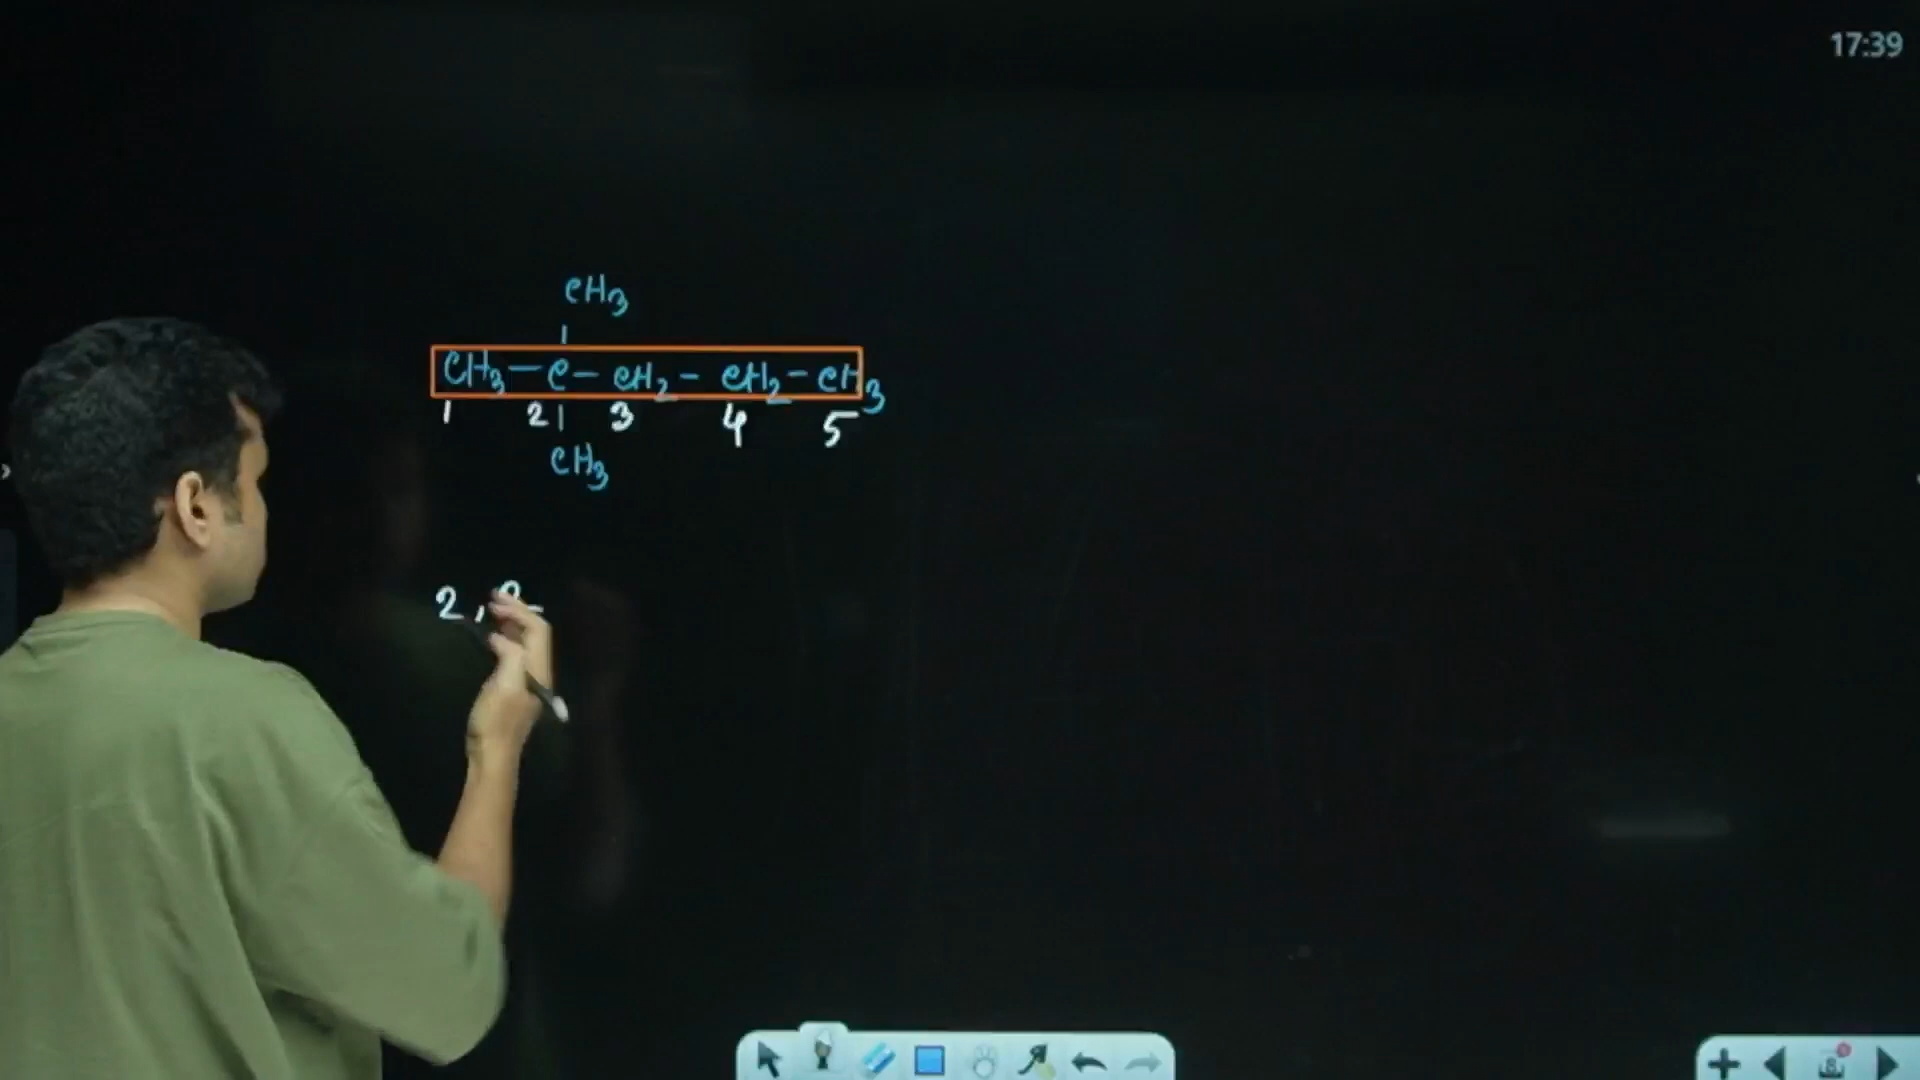 17:39
CH3
CH3 — C — CH2 — CH2 — CH3
1 2 3 4 5
CH3
2,